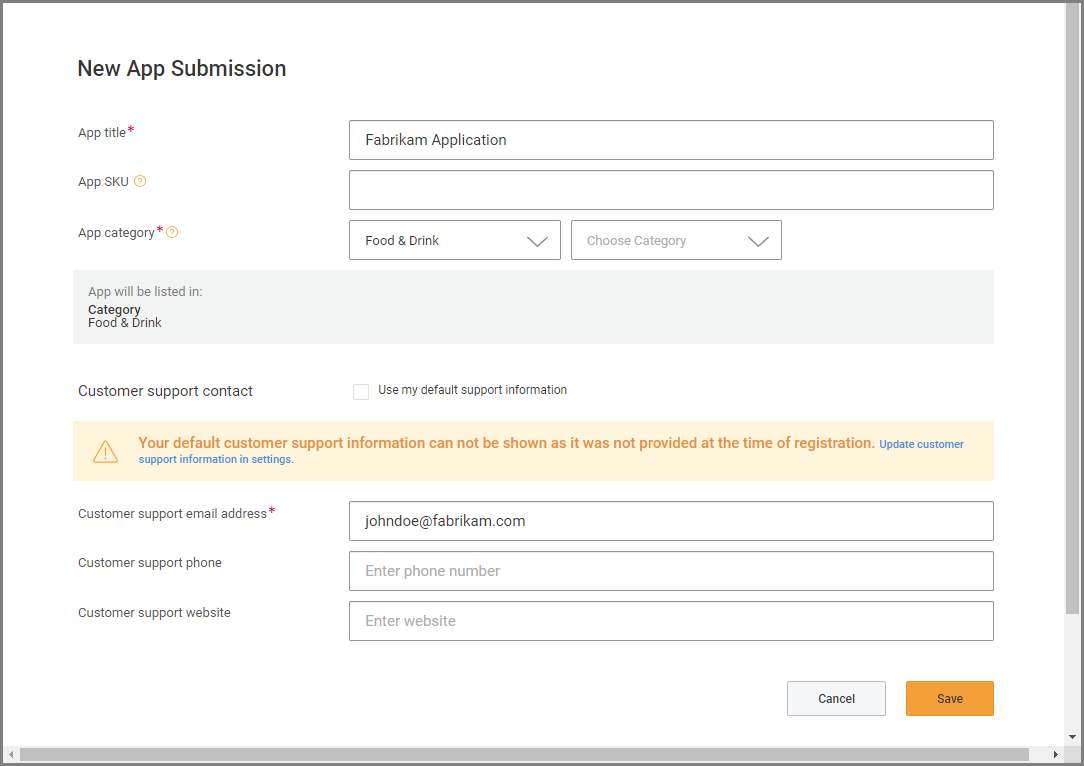 New App Submission
App title*
Fabrikam Application
App SKU ?
App category* ?
Food & Drink
Choose Category
App will be listed in:
Category
Food & Drink
Customer support contact
Use my default support information
Your default customer support information can not be shown as it was not provided at the time of registration. Update customer
support information in settings.
Customer support email address*
johndoe@fabrikam.com
Customer support phone
Enter phone number
Customer support website
Enter website
Cancel
Save